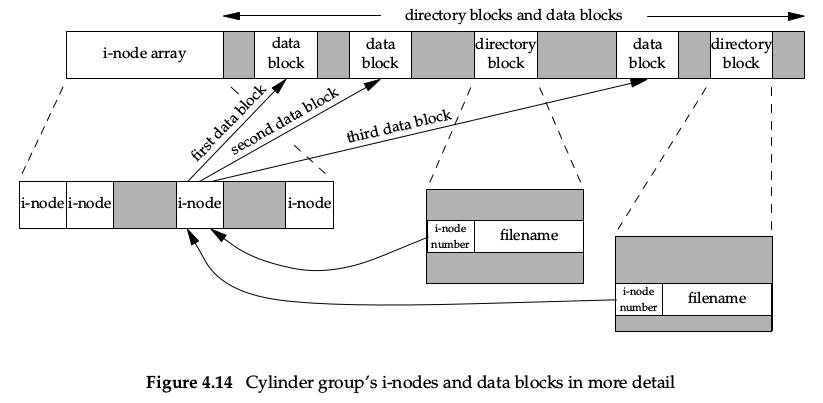 directory blocks and data blocks
i-node array
data
block
data
block
directory
block
data
block
directory
block
first data block
second data block
third data block
i-node
i-node
i-node
i-node
i-node
number
filename
i-node
number
filename
Figure 4.14 Cylinder group's i-nodes and data blocks in more detail